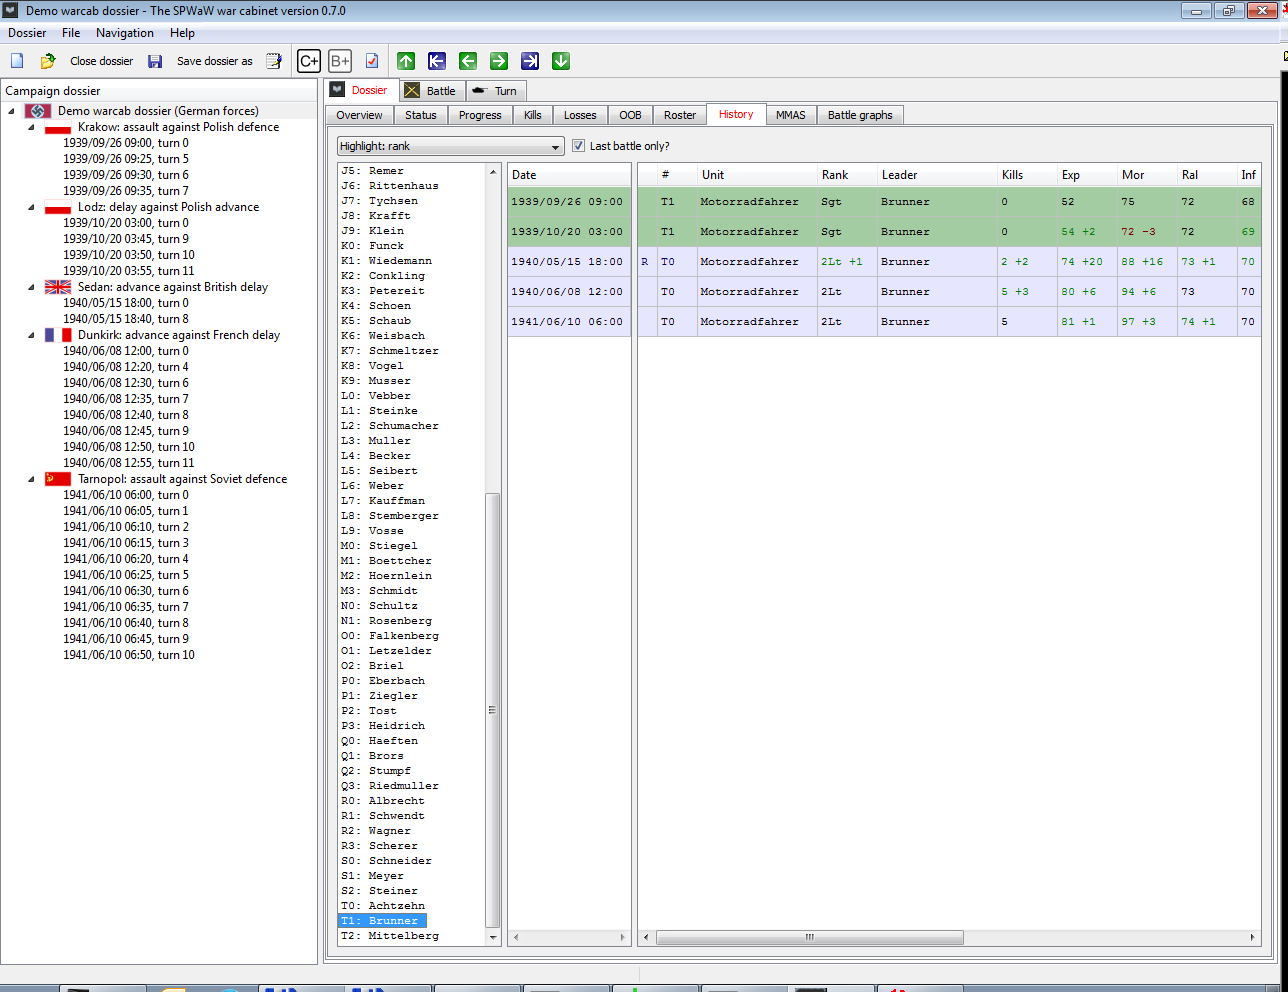 Demo warcab dossier - The SPWaW war cabinet version 0.7.0
Dossier File Navigation Help
Close dossier Save dossier as C+ B+
Campaign dossier
Demo warcab dossier (German forces)
Krakow: assault against Polish defence
1939/09/26 09:00, turn 0
1939/09/26 09:25, turn 5
1939/09/26 09:30, turn 6
1939/09/26 09:35, turn 7
Lodz: delay against Polish advance
1939/10/20 03:00, turn 0
1939/10/20 03:45, turn 9
1939/10/20 03:50, turn 10
1939/10/20 03:55, turn 11
Sedan: advance against British delay
1940/05/15 18:00, turn 0
1940/05/15 18:40, turn 8
Dunkirk: advance against French delay
1940/06/08 12:00, turn 0
1940/06/08 12:20, turn 4
1940/06/08 12:30, turn 6
1940/06/08 12:35, turn 7
1940/06/08 12:40, turn 8
1940/06/08 12:45, turn 9
1940/06/08 12:50, turn 10
1940/06/08 12:55, turn 11
Tarnopol: assault against Soviet defence
1941/06/10 06:00, turn 0
1941/06/10 06:05, turn 1
1941/06/10 06:10, turn 2
1941/06/10 06:15, turn 3
1941/06/10 06:20, turn 4
1941/06/10 06:25, turn 5
1941/06/10 06:30, turn 6
1941/06/10 06:35, turn 7
1941/06/10 06:40, turn 8
1941/06/10 06:45, turn 9
1941/06/10 06:50, turn 10
Dossier Battle Turn
Overview Status Progress Kills Losses OOB Roster History MMAS Battle graphs
Highlight: rank Last battle only?
J5: Remer
J6: Rittenhaus
J7: Tychsen
J8: Krafft
J9: Klein
K0: Funck
K1: Wiedemann
K2: Conkling
K3: Petereit
K4: Schoen
K5: Schaub
K6: Weisbach
K7: Schmeltzer
K8: Vogel
K9: Musser
L0: Vebber
L1: Steinke
L2: Schumacher
L3: Muller
L4: Becker
L5: Seibert
L6: Weber
L7: Kauffman
L8: Stemberger
L9: Vosse
M0: Stiegel
M1: Boettcher
M2: Hoernlein
M3: Schmidt
N0: Schultz
N1: Rosenberg
O0: Falkenberg
O1: Letzelder
O2: Briel
P0: Eberbach
P1: Ziegler
P2: Tost
P3: Heidrich
Q0: Haeften
Q1: Brors
Q2: Stumpf
Q3: Riedmuller
R0: Albrecht
R1: Schwendt
R2: Wagner
R3: Scherer
S0: Schneider
S1: Meyer
S2: Steiner
T0: Achtzehn
T1: Brunner
T2: Mittelberg
Date # Unit Rank Leader Kills Exp Mor Ral Inf
1939/09/26 09:00 T1 Motorradfahrer Sgt Brunner 0 52 75 72 68
1939/10/20 03:00 T1 Motorradfahrer Sgt Brunner 0 54 +2 72 -3 72 69
1940/05/15 18:00 R T0 Motorradfahrer 2Lt +1 Brunner 2 +2 74 +20 88 +16 73 +1 70
1940/06/08 12:00 T0 Motorradfahrer 2Lt Brunner 5 +3 80 +6 94 +6 73 70
1941/06/10 06:00 T0 Motorradfahrer 2Lt Brunner 5 81 +1 97 +3 74 +1 70